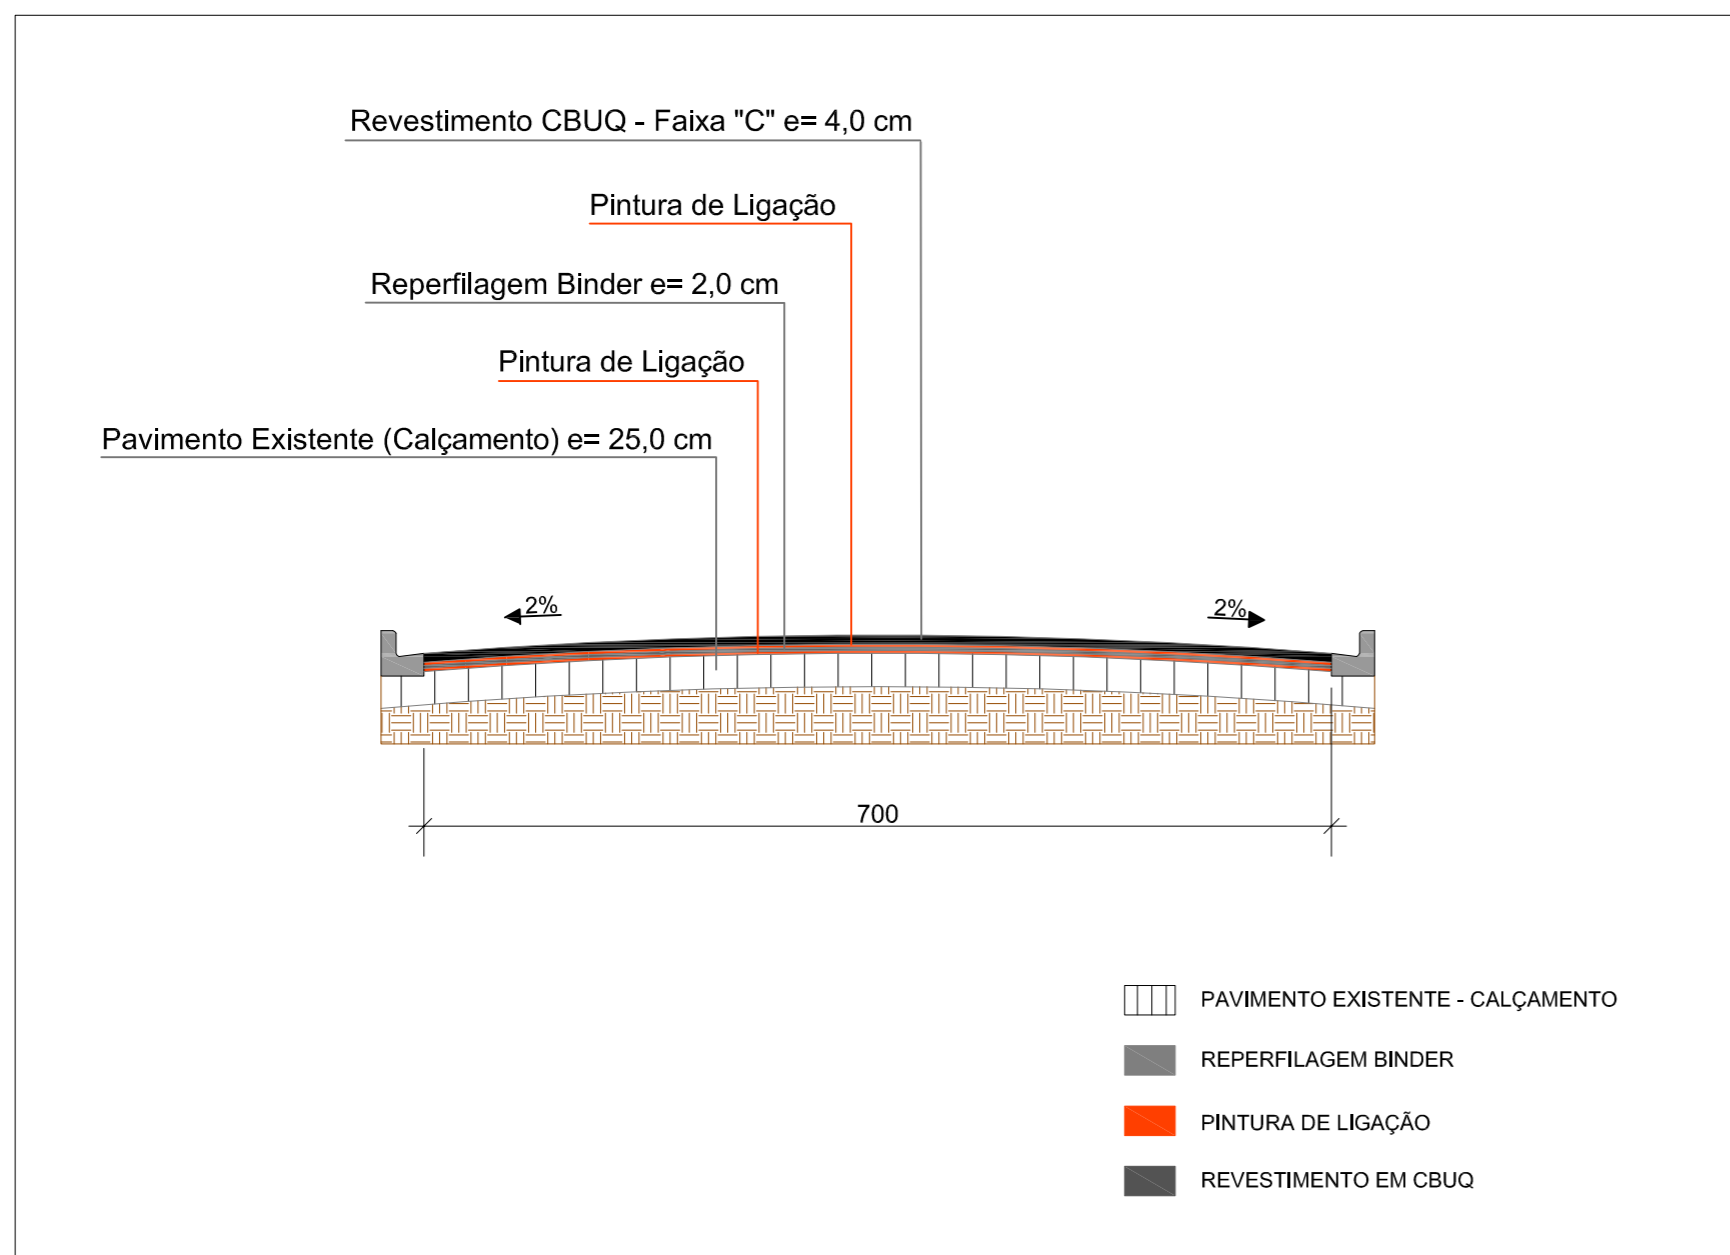 Revestimento CBUQ - Faixa "C" e= 4,0 cm
Pintura de Ligação
Reperfilagem Binder e= 2,0 cm
Pintura de Ligação
Pavimento Existente (Calçamento) e= 25,0 cm
2%
2%
700
PAVIMENTO EXISTENTE - CALÇAMENTO
REPERFILAGEM BINDER
PINTURA DE LIGAÇÃO
REVESTIMENTO EM CBUQ